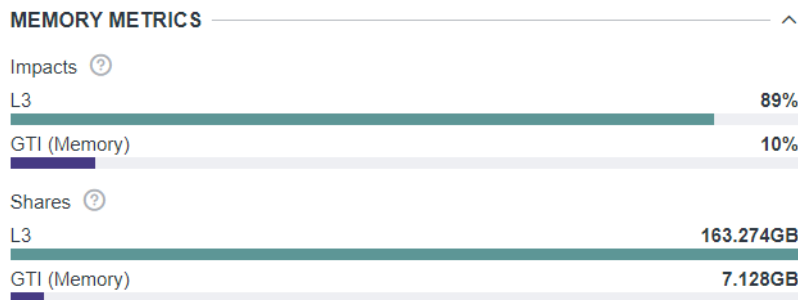 MEMORY METRICS
Impacts ?
L3 89%
GTI (Memory) 10%
Shares ?
L3 163.274GB
GTI (Memory) 7.128GB